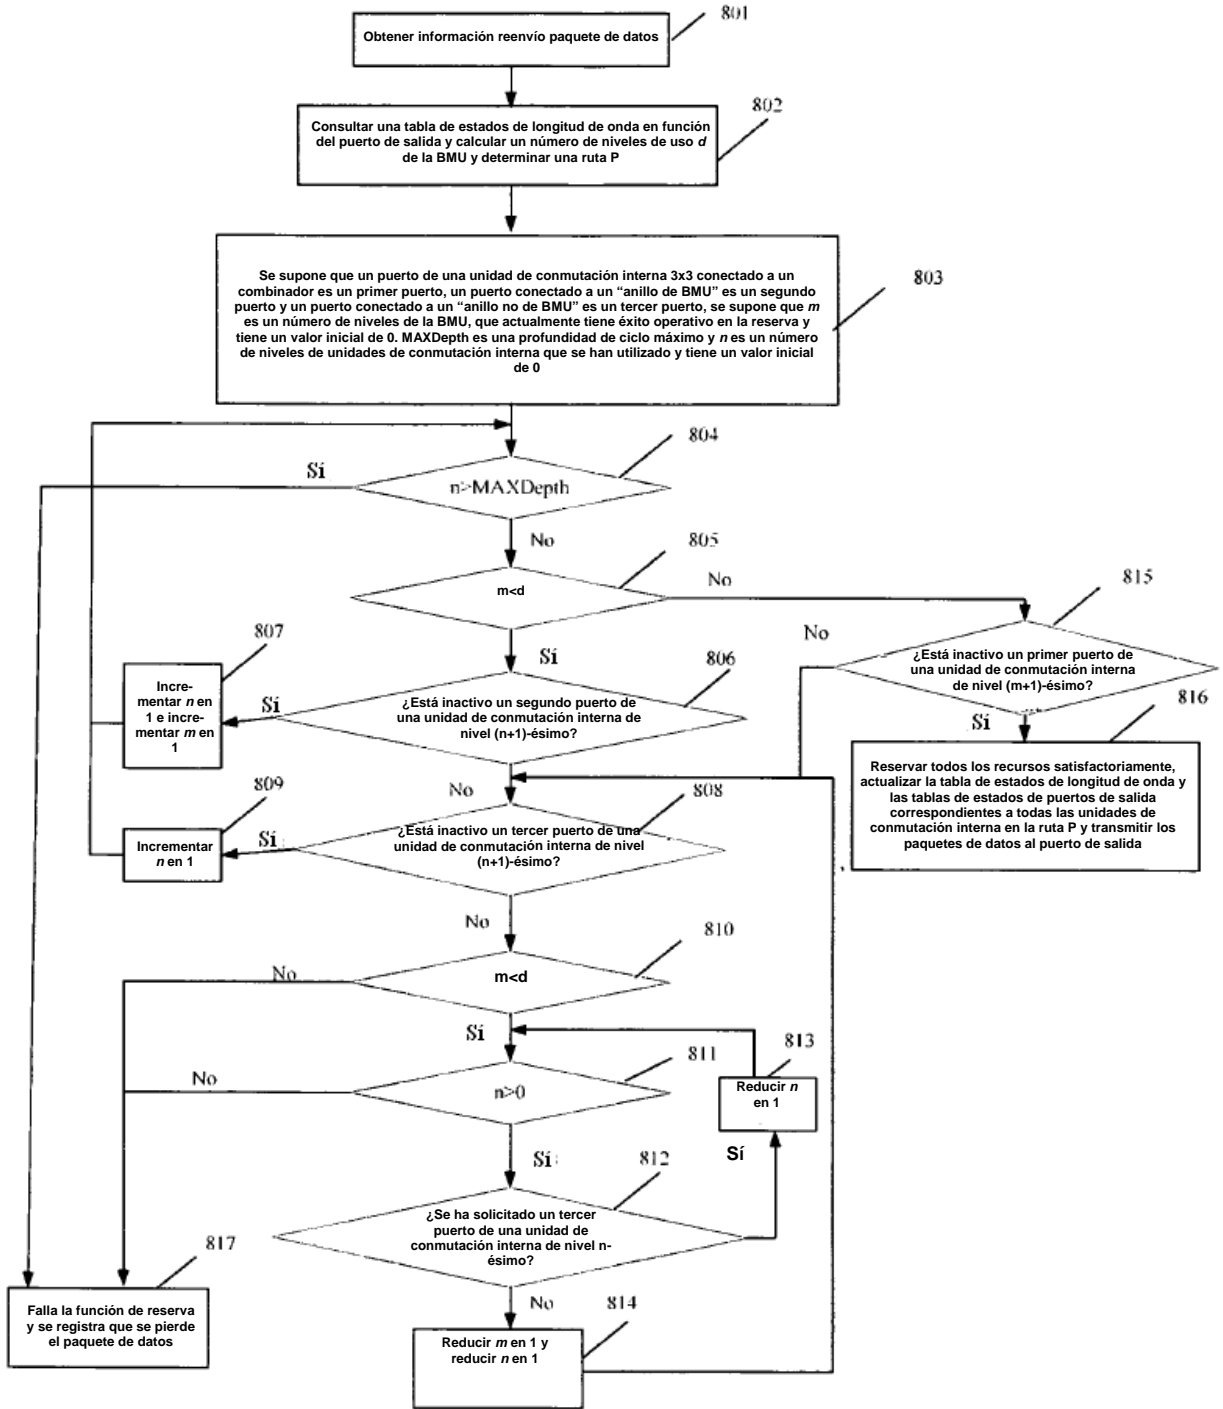 801
Obtener información reenvío paquete de datos
802
Consultar una tabla de estados de longitud de onda en función
del puerto de salida y calcular un número de niveles de uso d
de la BMU y determinar una ruta P
803
Se supone que un puerto de una unidad de conmutación interna 3x3 conectado a un
combinador es un primer puerto, un puerto conectado a un “anillo de BMU” es un segundo
puerto y un puerto conectado a un “anillo no de BMU” es un tercer puerto, se supone que m
es un número de niveles de la BMU, que actualmente tiene éxito operativo en la reserva y
tiene un valor inicial de 0. MAXDepth es una profundidad de ciclo máximo y n es un número
de niveles de unidades de conmutación interna que se han utilizado y tiene un valor inicial
de 0
804
Sí
n>MAXDepth
No
805
m<d
No
815
¿Está inactivo un primer puerto de
una unidad de conmutación interna
de nivel (m+1)-ésimo?
No
Sí
807
Incre-
mentar n en
1 e incre-
mentar m en
1
Sí
806
¿Está inactivo un segundo puerto de
una unidad de conmutación interna de
nivel (n+1)-ésimo?
Sí
816
Reservar todos los recursos satisfactoriamente,
actualizar la tabla de estados de longitud de onda y
las tablas de estados de puertos de salida
correspondientes a todas las unidades de
conmutación interna en la ruta P y transmitir los
paquetes de datos al puerto de salida
No
809
Incrementar
n en 1
Sí
808
¿Está inactivo un tercer puerto de una
unidad de conmutación interna de nivel
(n+1)-ésimo?
No
810
m<d
No
Sí
811
n>0
No
813
Reducir n
en 1
Sí
Sí
812
¿Se ha solicitado un tercer
puerto de una unidad de
conmutación interna de nivel n-
ésimo?
817
Falla la función de reserva
y se registra que se pierde
el paquete de datos
No
814
Reducir m en 1 y
reducir n en 1